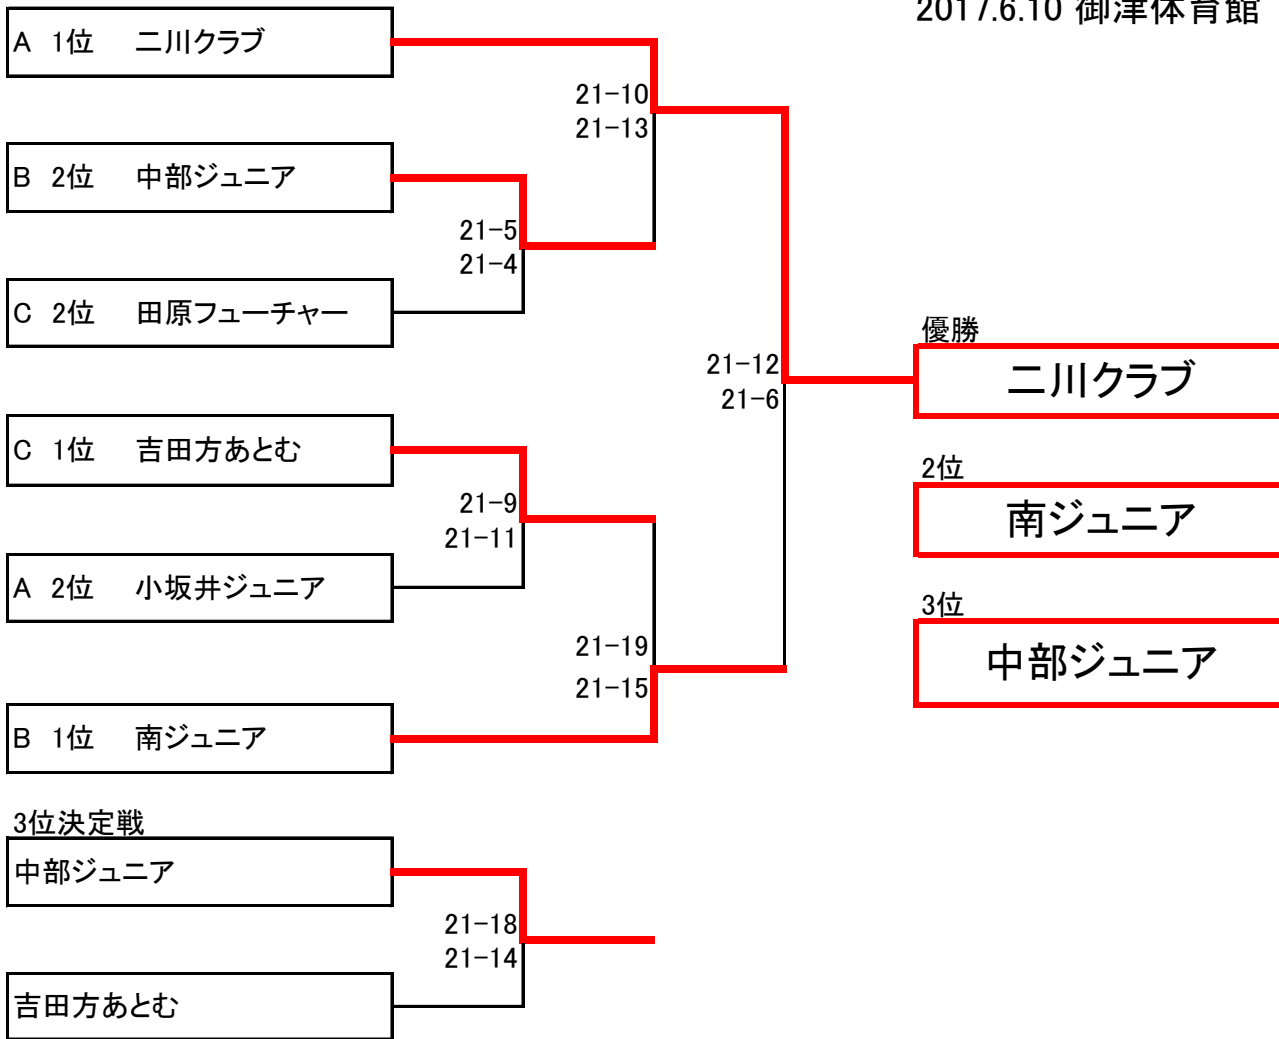 2017.6.10 御津体育館
A 1位 二川クラブ
21-10
21-13
B 2位 中部ジュニア
21-5
21-4
C 2位 田原フューチャー
優勝
二川クラブ
21-12
21-6
C 1位 吉田方あとむ
2位
南ジュニア
21-9
21-11
A 2位 小坂井ジュニア
3位
中部ジュニア
21-19
21-15
B 1位 南ジュニア
3位決定戦
中部ジュニア
21-18
21-14
吉田方あとむ